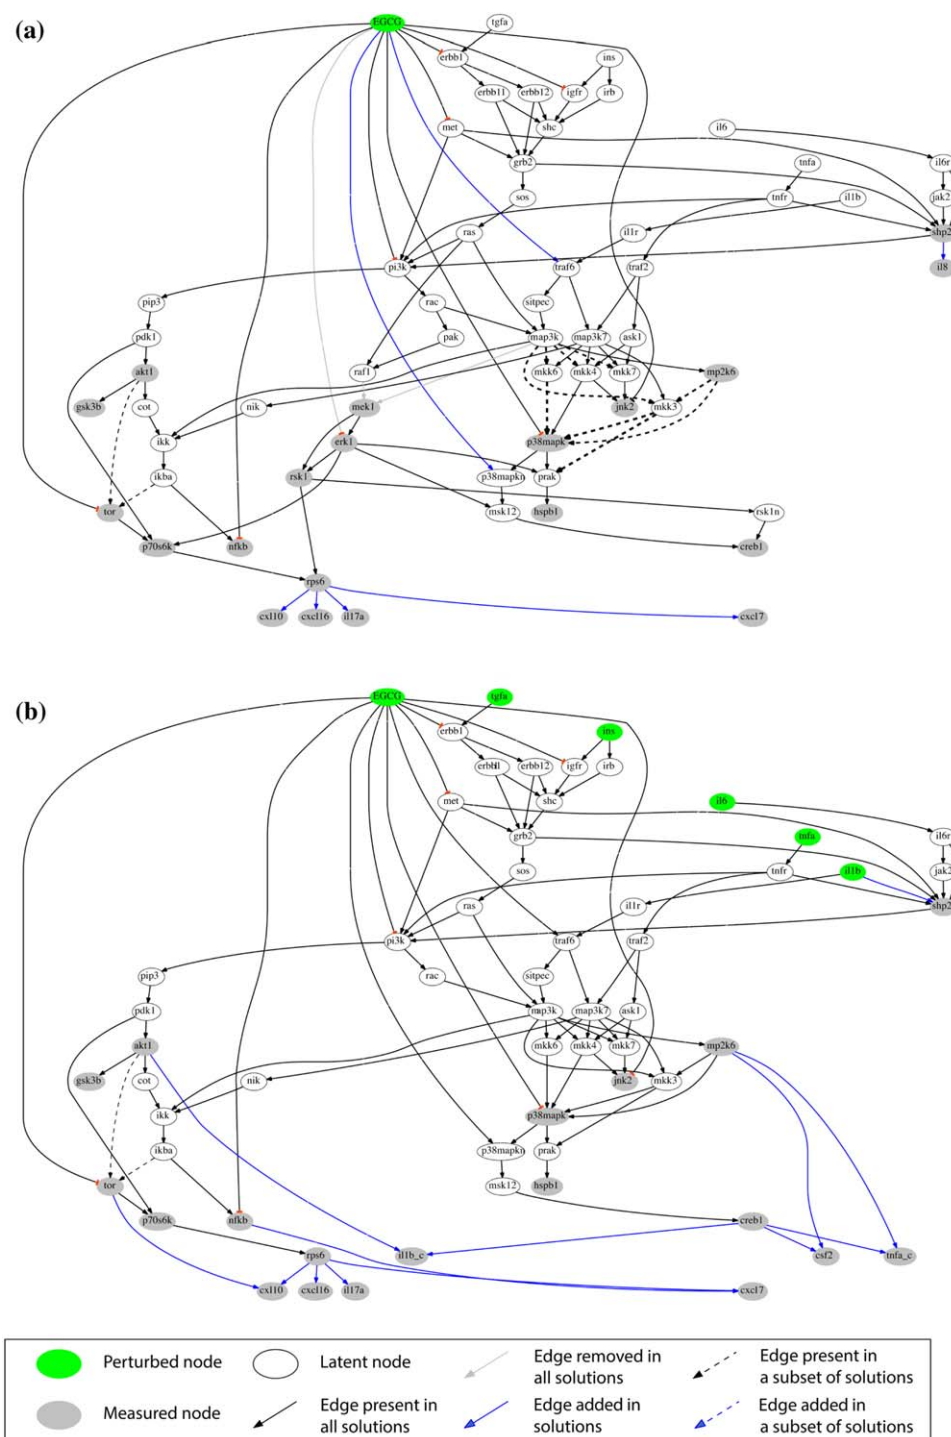 (a)
EGCG
tgfa
erbb1
ins
erbb11
erbb12
igfr
irb
met
shc
il6
grb2
tnfa
il6r
sos
tnfr
il1b
jak2
ras
il1r
shp2
pi3k
traf6
traf2
il8
pip3
rac
sitpec
pdk1
pak
map3k
map3k7
ask1
akt1
raf1
mkk6
mkk4
mkk7
mp2k6
gsk3b
cot
nik
mek1
jnk2
mkk3
ikk
erk1
p38mapk
ikba
rsk1
p38mapkn
prak
tor
msk12
hspb1
rsk1n
p70s6k
nfkb
creb1
rps6
cxl10
cxcl16
il17a
cxcl7
(b)
EGCG
tgfa
erbb1
ins
erbb11
erbb12
igfr
irb
met
shc
il6
grb2
tnfa
il6r
sos
tnfr
il1b
jak2
ras
il1r
shp2
pi3k
traf6
traf2
pip3
rac
sitpec
pdk1
map3k
map3k7
ask1
akt1
mkk6
mkk4
mkk7
mp2k6
gsk3b
cot
nik
jnk2
mkk3
ikk
p38mapk
ikba
p38mapkn
prak
tor
msk12
hspb1
p70s6k
nfkb
creb1
rps6
il1b_c
csf2
tnfa_c
cxl10
cxcl16
il17a
cxcl7
Perturbed node
Latent node
Edge removed in
all solutions
Edge present in
a subset of solutions
Measured node
Edge present in
all solutions
Edge added in
solutions
Edge added in
a subset of solutions